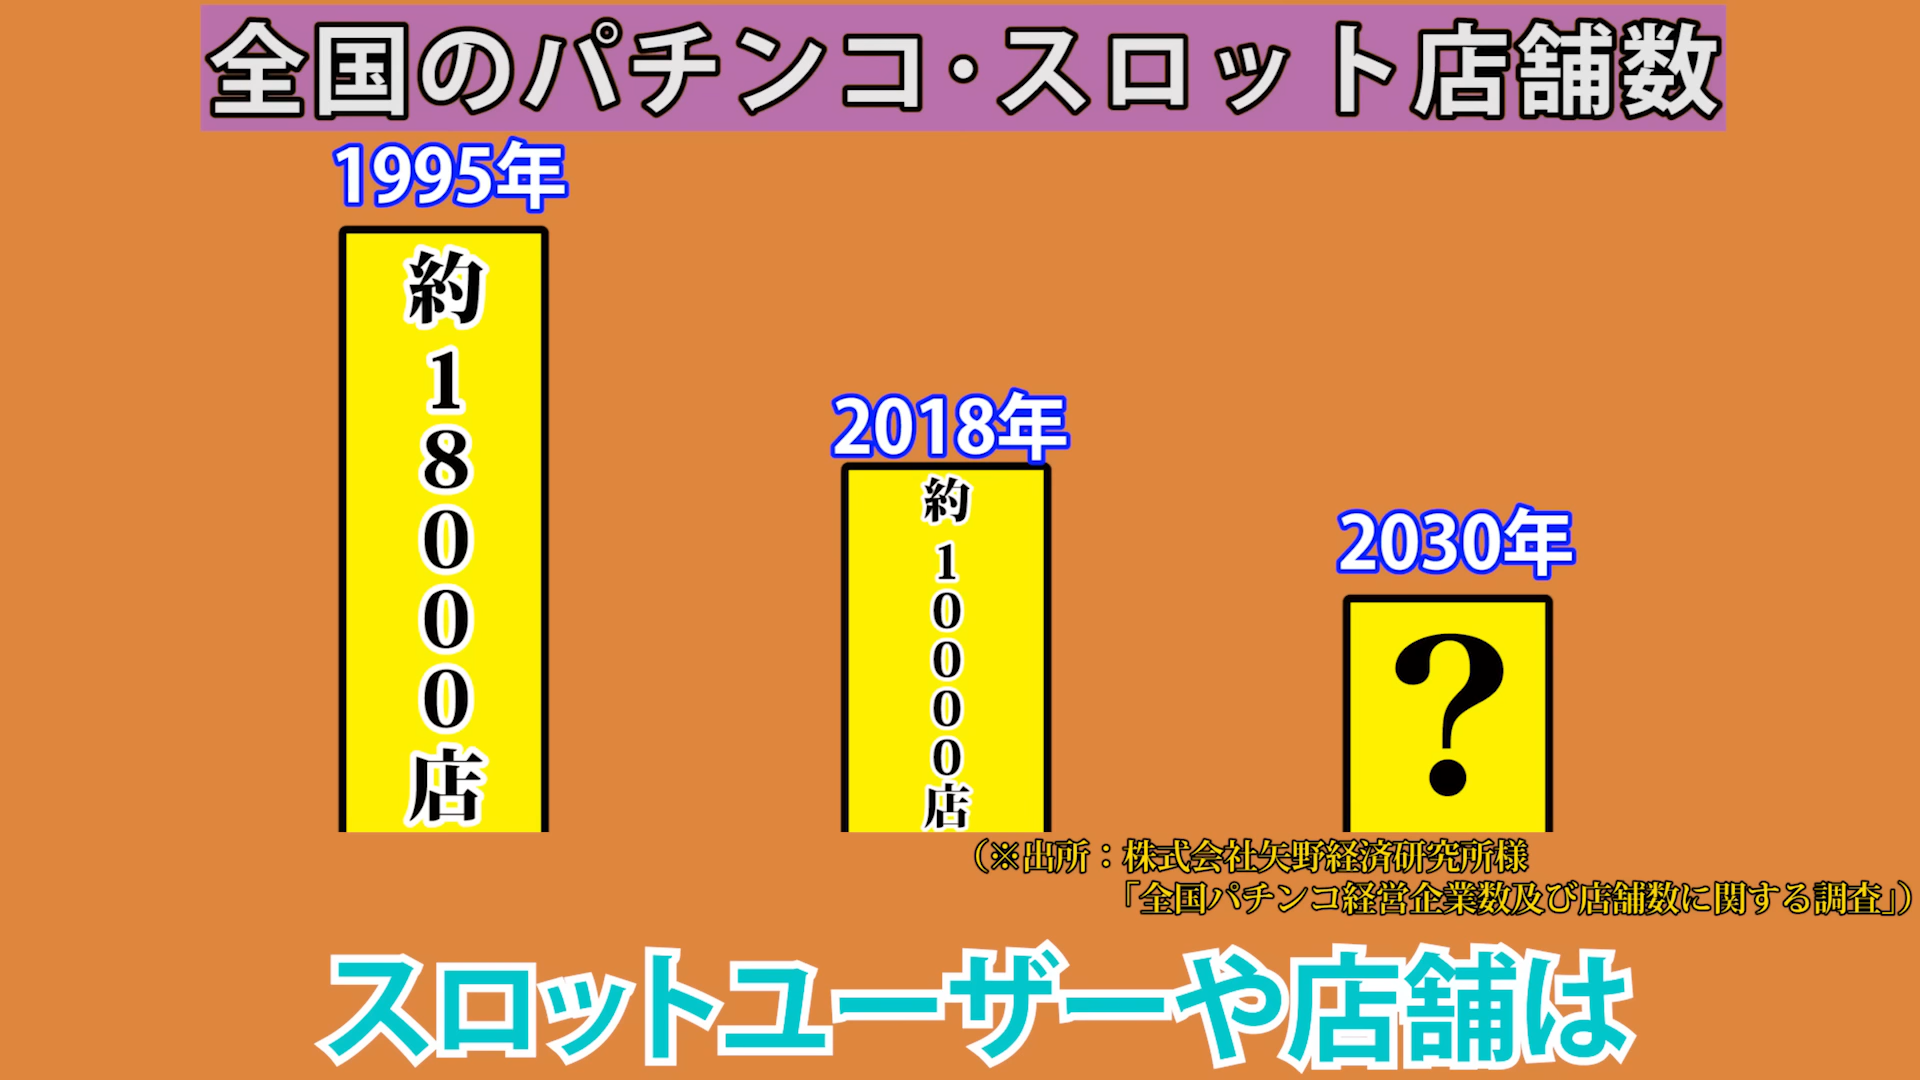 全国のパチンコ・スロット店舗数
1995年
約18000店
2018年
約10000店
2030年
?
（※出所：株式会社矢野経済研究所様
「全国パチンコ経営企業数及び店舗数に関する調査」）
スロットユーザーや店舗は